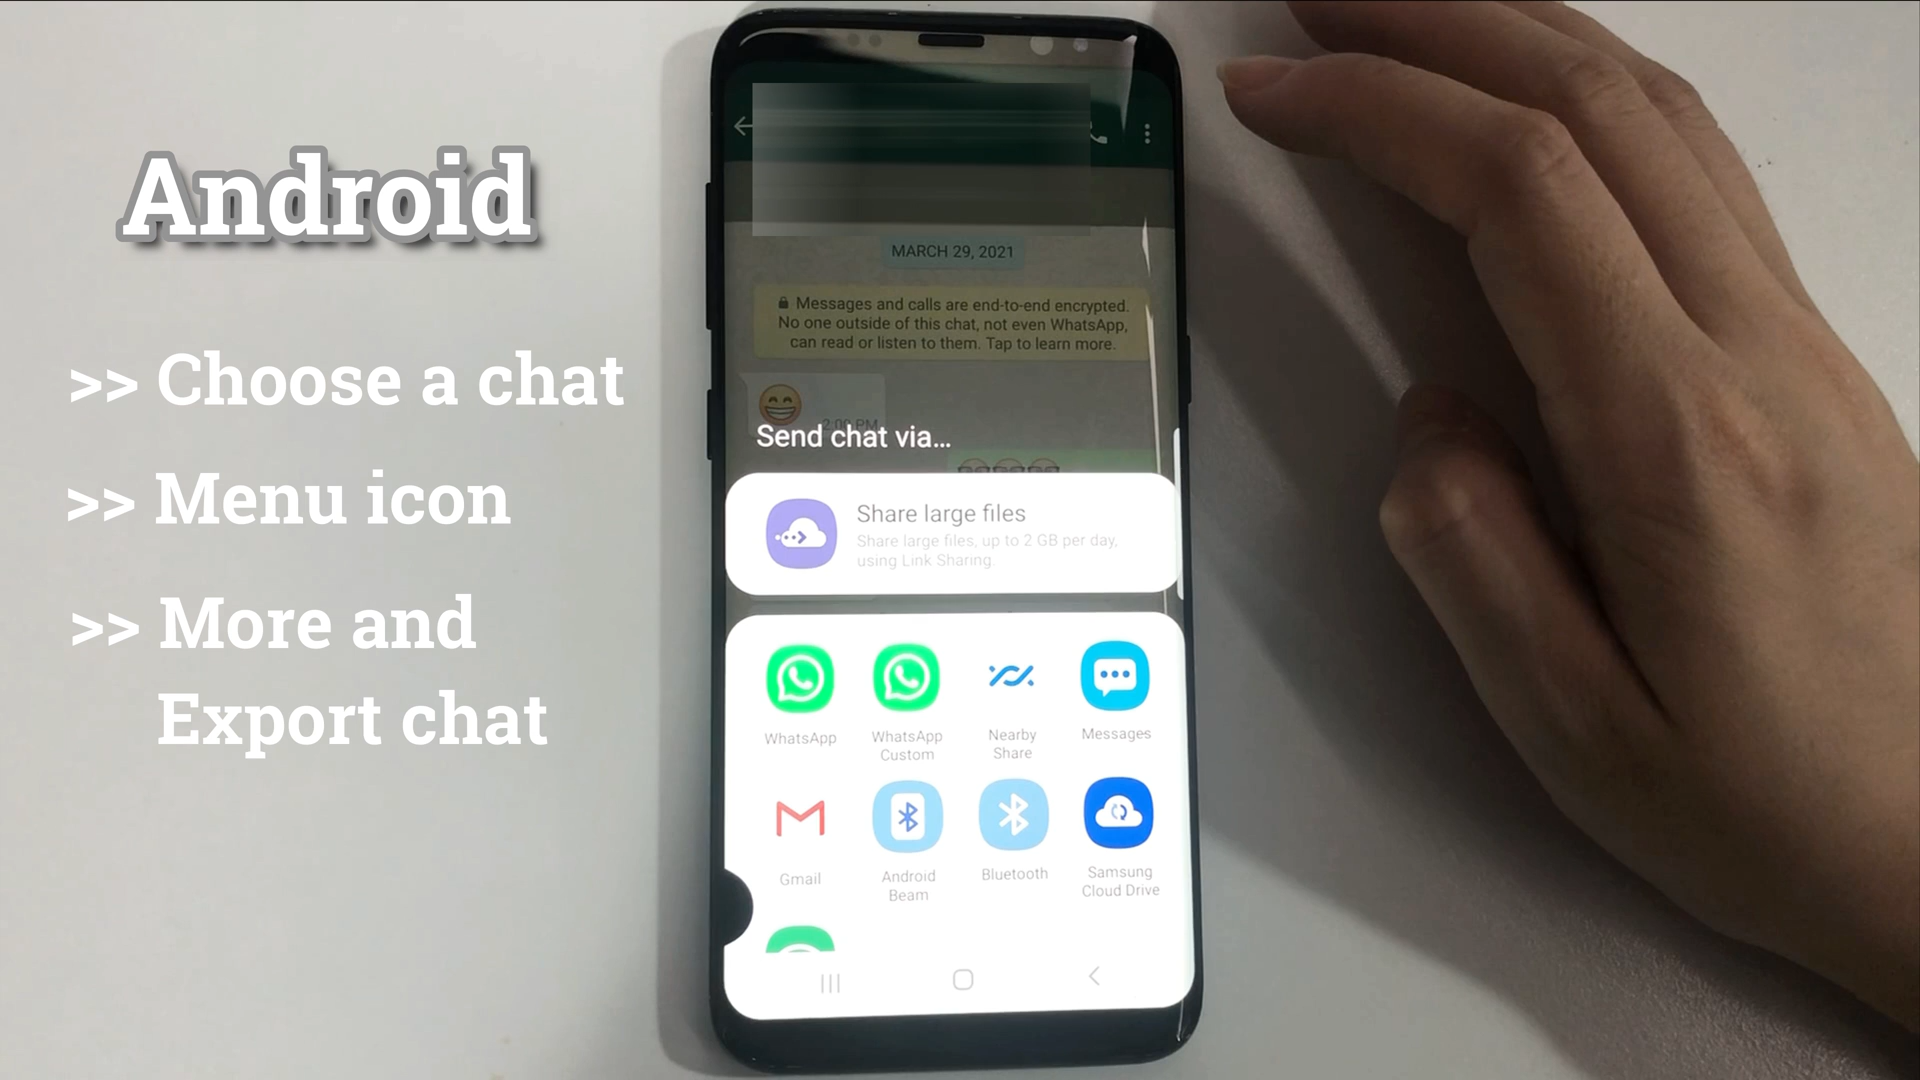 Android
>> Choose a chat
>> Menu icon
>> More and
Export chat
MARCH 29, 2021
Messages and calls are end-to-end encrypted.
No one outside of this chat, not even WhatsApp,
can read or listen to them. Tap to learn more.
2:00 PM
Send chat via...
Share large files
Share large files, up to 2 GB per day,
using Link Sharing.
WhatsApp
WhatsApp
Custom
Nearby
Share
Messages
Gmail
Android
Beam
Bluetooth
Samsung
Cloud Drive